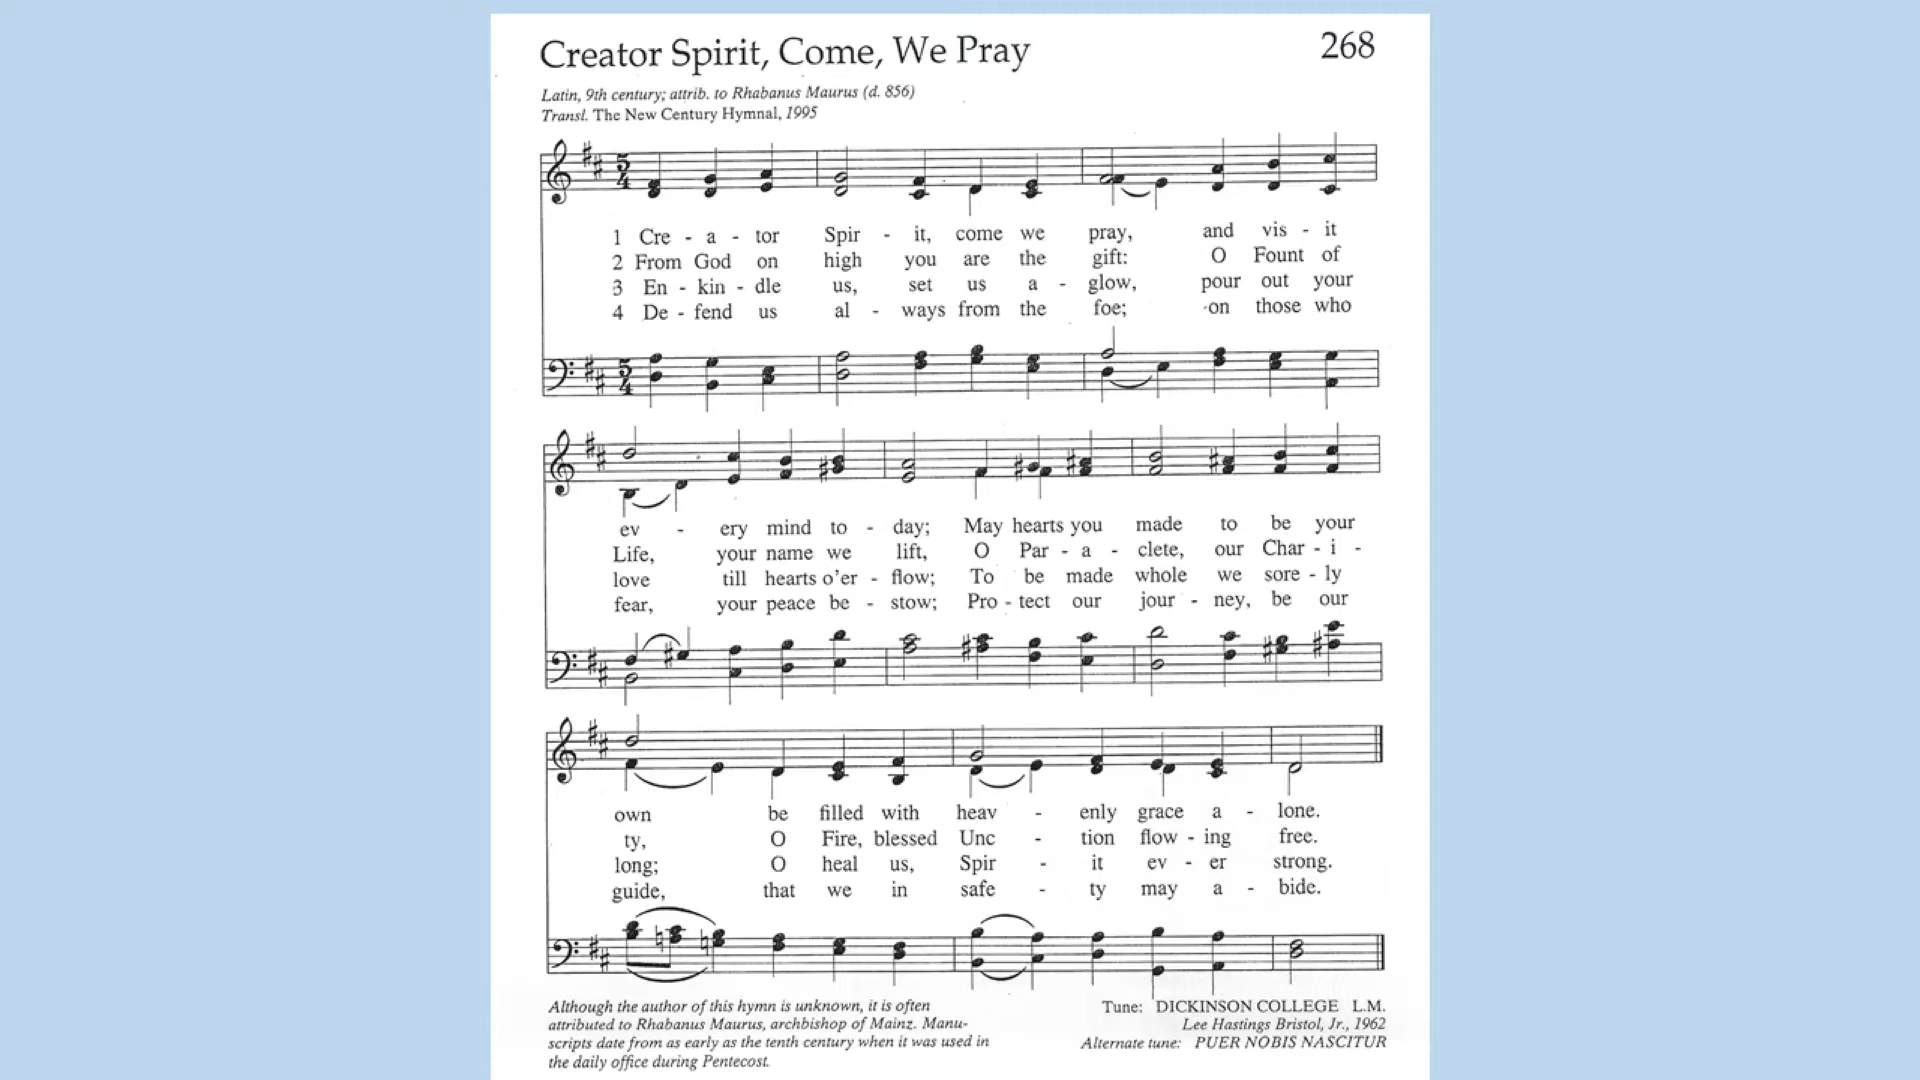 Creator Spirit, Come, We Pray 268
Latin, 9th century; attrib. to Rhabanus Maurus (d. 856)
Transl. The New Century Hymnal, 1995
5 4
1 Cre - a - tor Spir - it, come we pray, and vis - it
2 From God on high you are the gift: O Fount of
3 En - kin - dle us, set us a - glow, pour out your
4 De - fend us al - ways from the foe; on those who
5 4
ev - ery mind to - day; May hearts you made to be your
Life, your name we lift, O Par - a - clete, our Char - i -
love till hearts o'er - flow; To be made whole we sore - ly
fear, your peace be - stow; Pro - tect our jour - ney, be our
own be filled with heav - enly grace a - lone.
ty, O Fire, blessed Unc - tion flow - ing free.
long; O heal us, Spir - it ev - er strong.
guide, that we in safe - ty may a - bide.
Although the author of this hymn is unknown, it is often
attributed to Rhabanus Maurus, archbishop of Mainz. Manu-
scripts date from as early as the tenth century when it was used in
the daily office during Pentecost.
Tune: DICKINSON COLLEGE L.M.
Lee Hastings Bristol, Jr., 1962
Alternate tune: PUER NOBIS NASCITUR